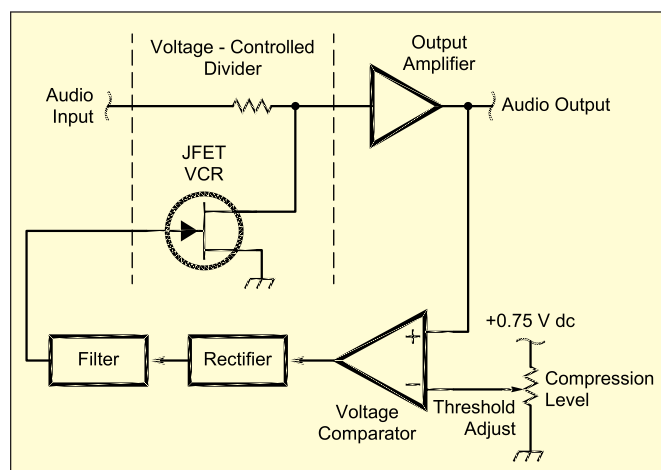 Voltage - Controlled
Divider
Output
Amplifier
Audio
Input
Audio Output
JFET
VCR
+0.75 V dc
+
Filter
Rectifier
–
Compression
Level
Voltage
Comparator
Threshold
Adjust